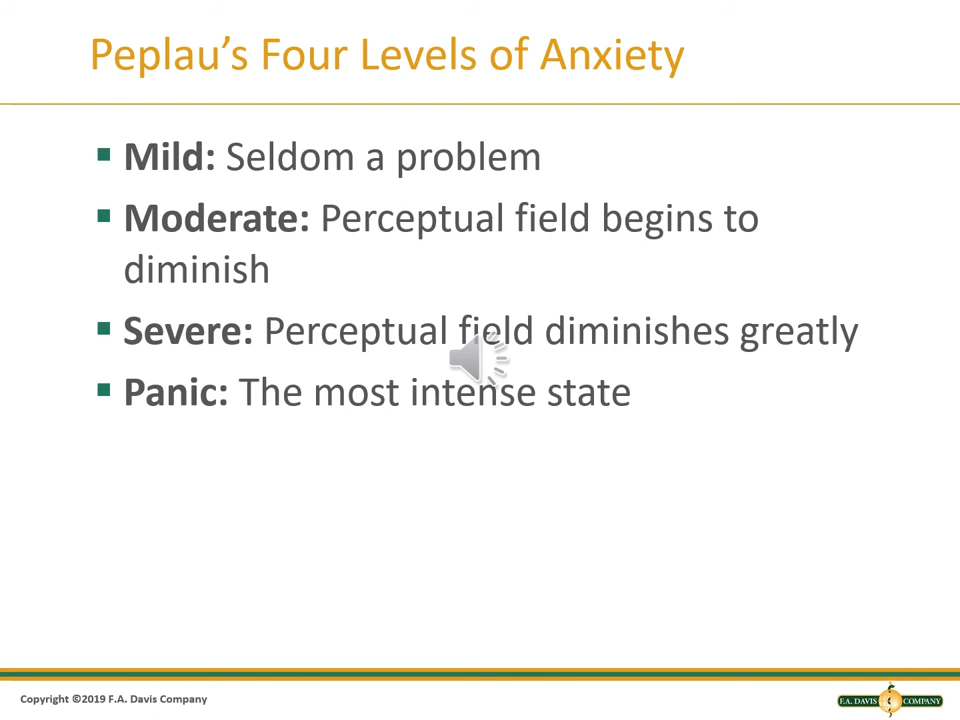 Peplau’s Four Levels of Anxiety
▪ Mild: Seldom a problem
▪ Moderate: Perceptual field begins to
diminish
▪ Severe: Perceptual field diminishes greatly
▪ Panic: The most intense state
Copyright ©2019 F.A. Davis Company
F.A. DAVIS COMPANY